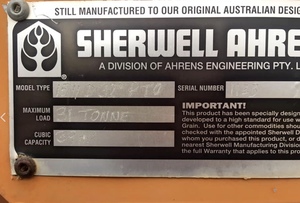 STILL MANUFACTURED TO OUR ORIGINAL AUSTRALIAN DESIG
SHERWELL AHRE
A DIVISION OF AHRENS ENGINEERING PTY. L
MODEL TYPE
SERIAL NUMBER
MAXIMUM LOAD TONNE
CUBIC CAPACITY
IMPORTANT!
This product has been specially designe
developed to a high standard for use w
Grain. Use for other commodities shoul
checked with the appointed Sherwell D
whom you purchased this product, or d
nearest Sherwell Manufacturing Division
the full Warranty that applies to this p